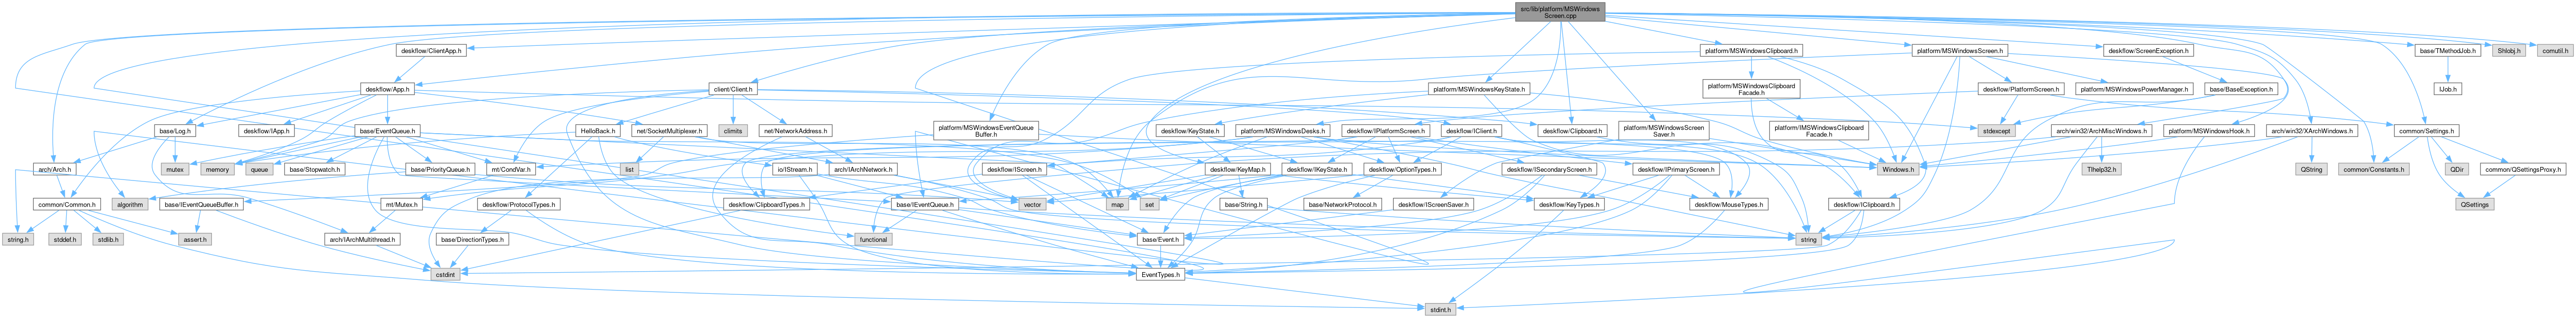 src/lib/platform/MSWindows
Screen.cpp
deskflow/ClientApp.h
platform/MSWindowsClipboard.h
platform/MSWindowsScreen.h
deskflow/ScreenException.h
base/TMethodJob.h
Shlobj.h
comutil.h
deskflow/App.h
client/Client.h
platform/MSWindowsKeyState.h
platform/MSWindowsClipboard
Facade.h
deskflow/PlatformScreen.h
platform/MSWindowsPowerManager.h
base/BaseException.h
IJob.h
base/Log.h
deskflow/IApp.h
base/EventQueue.h
HelloBack.h
net/SocketMultiplexer.h
climits
net/NetworkAddress.h
platform/MSWindowsEventQueue
Buffer.h
deskflow/KeyState.h
platform/MSWindowsDesks.h
deskflow/IPlatformScreen.h
deskflow/IClient.h
deskflow/Clipboard.h
platform/MSWindowsScreen
Saver.h
platform/IMSWindowsClipboard
Facade.h
stdexcept
arch/win32/ArchMiscWindows.h
platform/MSWindowsHook.h
arch/win32/XArchWindows.h
common/Settings.h
arch/Arch.h
mutex
memory
queue
base/Stopwatch.h
base/PriorityQueue.h
mt/CondVar.h
list
io/IStream.h
arch/IArchNetwork.h
deskflow/IScreen.h
deskflow/KeyMap.h
deskflow/IKeyState.h
deskflow/OptionTypes.h
deskflow/ISecondaryScreen.h
deskflow/IPrimaryScreen.h
Windows.h
Tlhelp32.h
QString
common/Constants.h
QDir
common/QSettingsProxy.h
common/Common.h
algorithm
base/IEventQueueBuffer.h
mt/Mutex.h
deskflow/ProtocolTypes.h
deskflow/ClipboardTypes.h
base/IEventQueue.h
vector
map
set
base/String.h
base/NetworkProtocol.h
deskflow/IScreenSaver.h
deskflow/KeyTypes.h
deskflow/MouseTypes.h
deskflow/IClipboard.h
QSettings
string.h
stddef.h
stdlib.h
assert.h
arch/IArchMultithread.h
base/DirectionTypes.h
functional
base/Event.h
string
cstdint
EventTypes.h
stdint.h